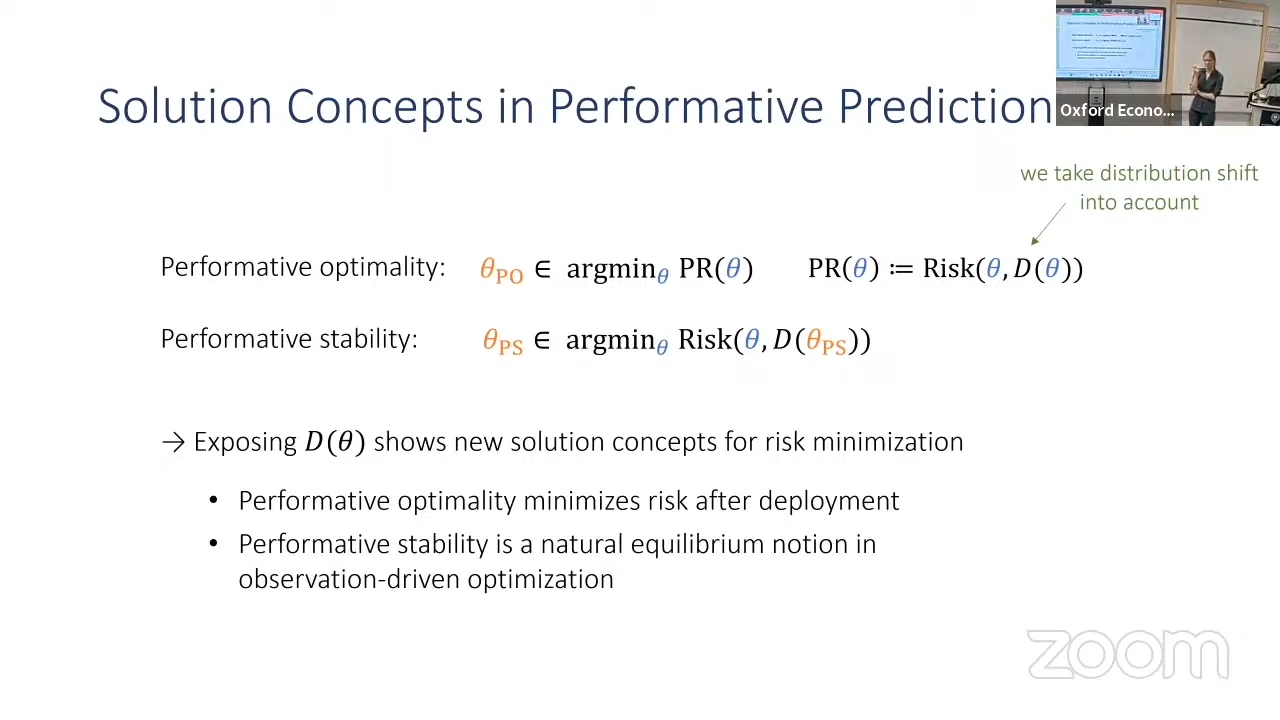 Solution Concepts in Performative Prediction
Oxford Econo...
we take distribution shift
into account
Performative optimality: θ_PO ∈ argmin_θ PR(θ) PR(θ) ≔ Risk(θ, D(θ))
Performative stability: θ_PS ∈ argmin_θ Risk(θ, D(θ_PS))
→ Exposing D(θ) shows new solution concepts for risk minimization
• Performative optimality minimizes risk after deployment
• Performative stability is a natural equilibrium notion in
observation-driven optimization
zoom